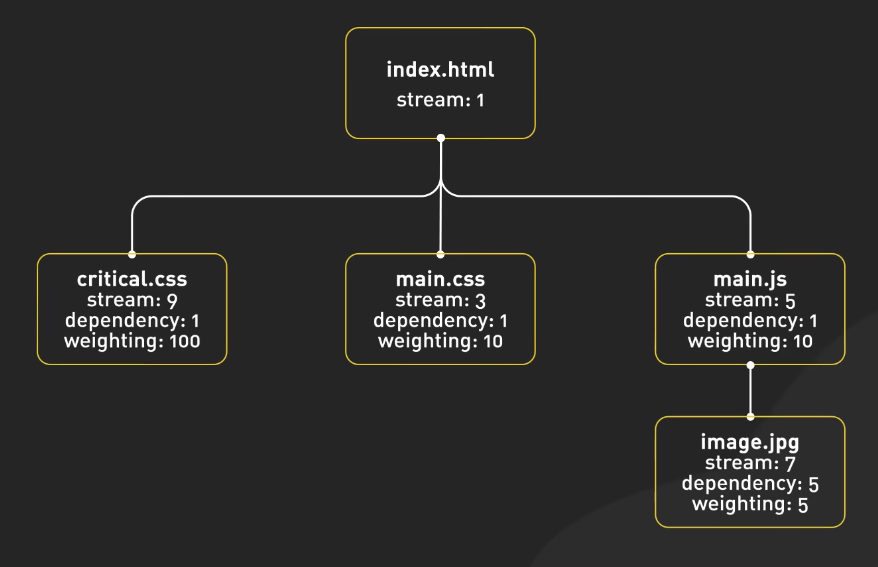 index.html
stream: 1
critical.css
stream: 9
dependency: 1
weighting: 100
main.css
stream: 3
dependency: 1
weighting: 10
main.js
stream: 5
dependency: 1
weighting: 10
image.jpg
stream: 7
dependency: 5
weighting: 5